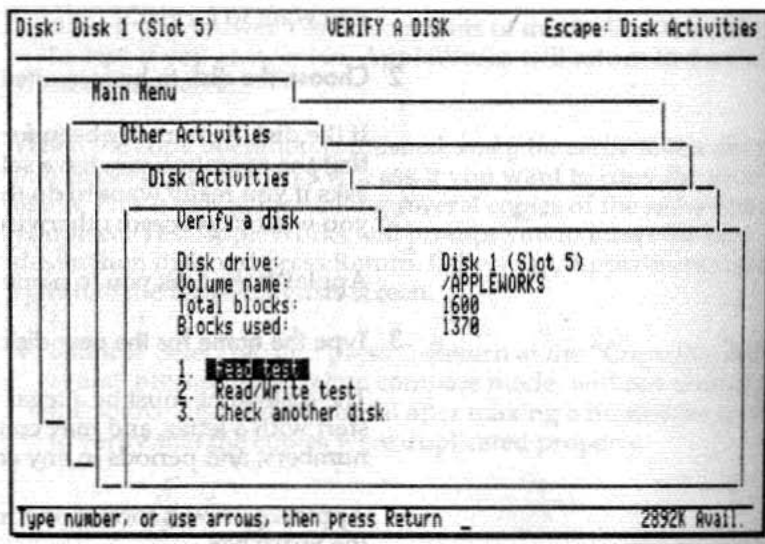 Disk: Disk 1 (Slot 5) VERIFY A DISK Escape: Disk Activities
Main Menu
Other Activities
Disk Activities
Verify a disk
Disk drive: Disk 1 (Slot 5)
Volume name: /APPLEWORKS
Total blocks: 1600
Blocks used: 1370
1. Read test
2. Read/Write test
3. Check another disk
Type number, or use arrows, then press Return _ 2892K Avail.